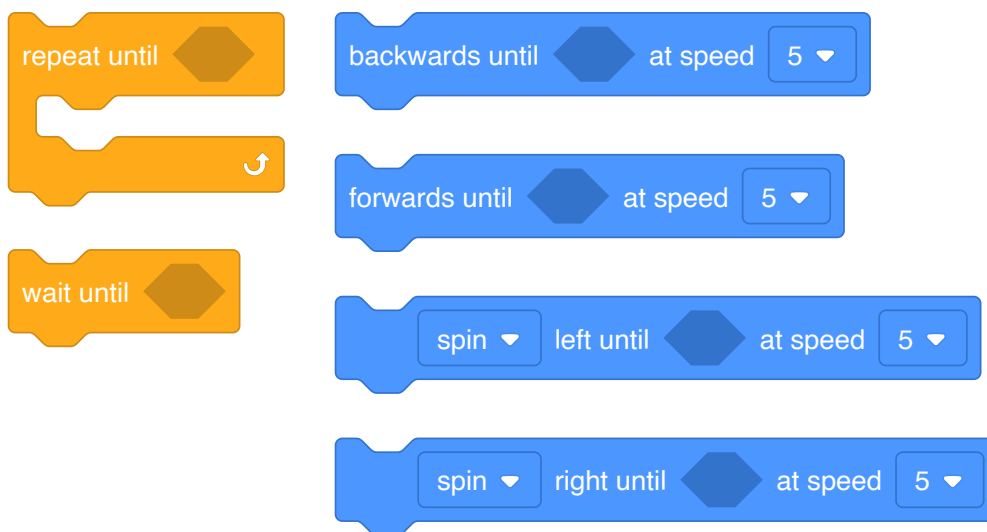 repeat until
wait until
backwards until at speed 5
forwards until at speed 5
spin left until at speed 5
spin right until at speed 5